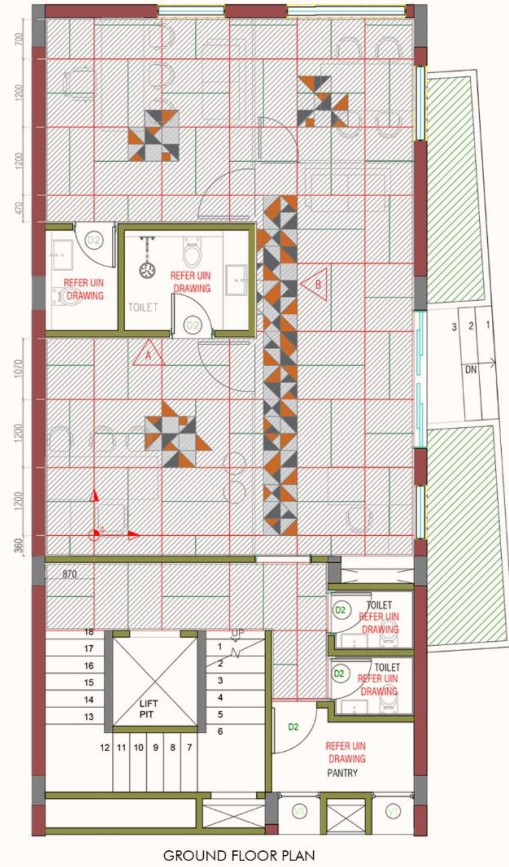 700
1200
1200
470
D2
REFER UIN
DRAWING
REFER UIN
DRAWING
TOILET
D2
A
B
3 2 1
DN
1070
1200
1200
360
870
18
17
16
15
14
13
12 11 10 9 8 7
LIFT
PIT
UP
1
2
3
4
5
6
D2
TOILET
REFER UIN
DRAWING
D2
TOILET
REFER UIN
DRAWING
D2
REFER UIN
DRAWING
PANTRY
V1
V1
GROUND FLOOR PLAN